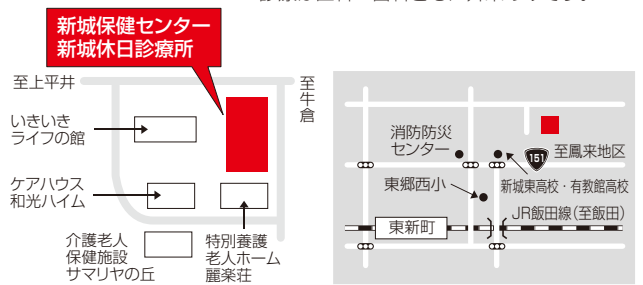 新城保健センター
新城休日診療所
至上平井
至牛倉
いきいき
ライフの館
ケアハウス
和光ハイム
介護老人
保健施設
サマリヤの丘
特別養護
老人ホーム
麗楽荘
消防防災
センター
151
至鳳来地区
東郷西小
新城東高校・有教館高校
JR飯田線(至飯田)
東新町